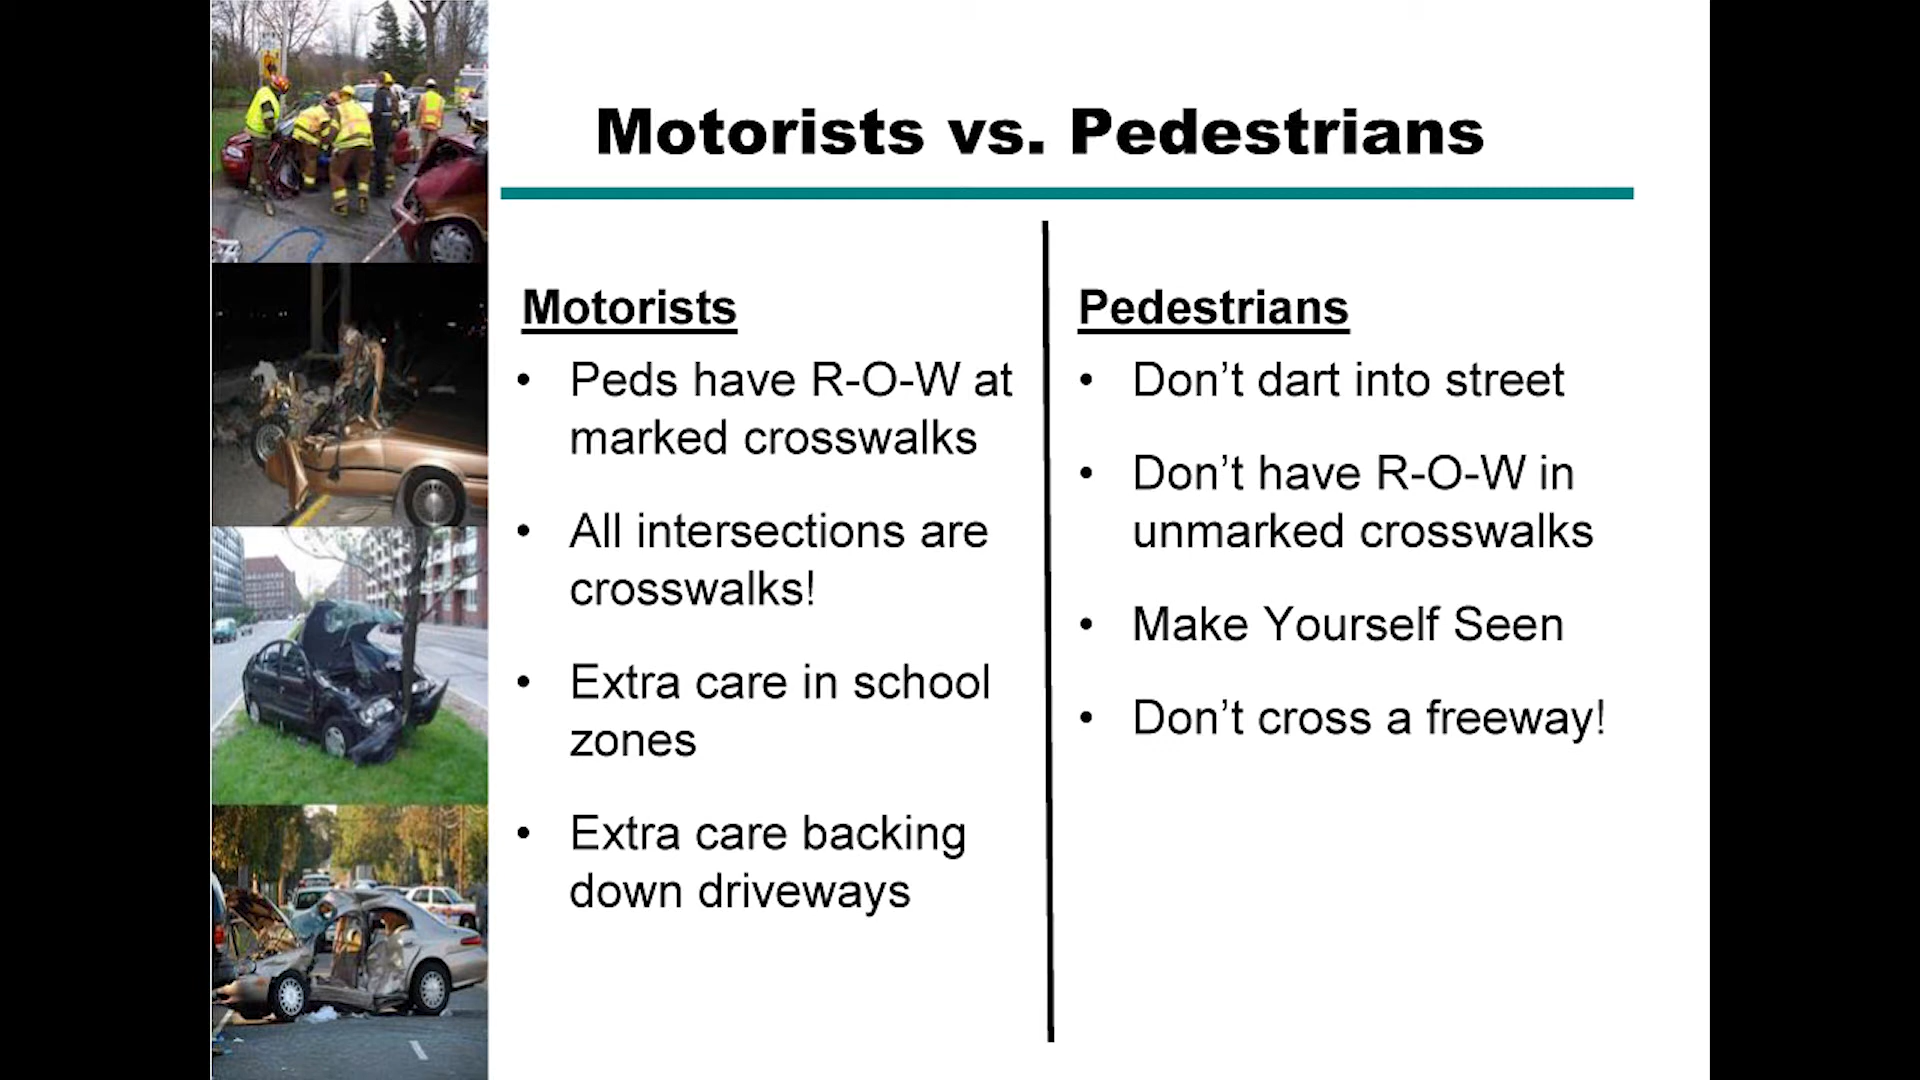 Motorists vs. Pedestrians
Motorists
• Peds have R-O-W at
marked crosswalks
• All intersections are
crosswalks!
• Extra care in school
zones
• Extra care backing
down driveways
Pedestrians
• Don’t dart into street
• Don’t have R-O-W in
unmarked crosswalks
• Make Yourself Seen
• Don’t cross a freeway!